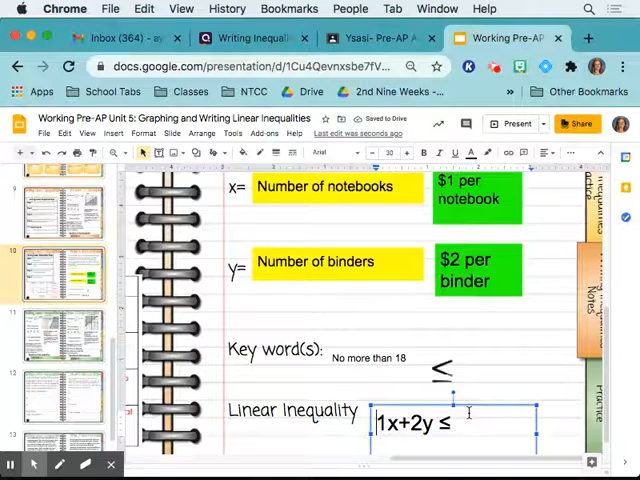 Chrome File Edit View History Bookmarks People Tab Window Help
Inbox (364) - ay
Writing Inequalit
Ysasi- Pre-AP A
Working Pre-AP
docs.google.com/presentation/d/1Cu4Qevnxsbe7fV...
Apps School Tabs Classes NTCC Drive 2nd Nine Weeks -... Other Bookmarks
Working Pre-AP Unit 5: Graphing and Writing Linear Inequalities
Saved to Drive
File Edit View Insert Format Slide Arrange Tools Add-ons Help Last edit was seconds ago
Present
Share
Arial
30
B I U A
9
10
11
12
13
x=
Number of notebooks
$1 per
notebook
y=
Number of binders
$2 per
binder
Key word(s):
No more than 18
≤
Linear Inequality
1x+2y ≤
Notes
Practice